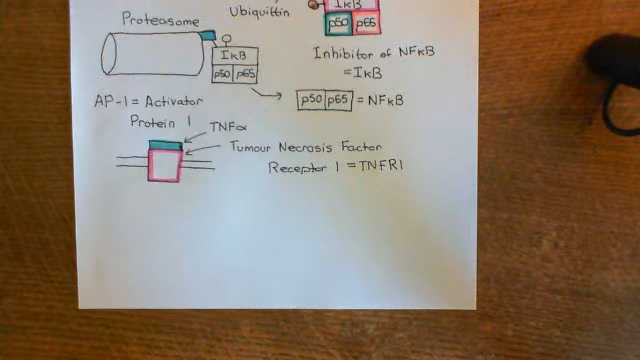 Proteasome
Ubiquitin
IκB
p50 p65
IκB
p50 p65
Inhibitor of NFκB
= IκB
p50 p65 = NFκB
AP-1 = Activator
Protein 1
TNFα
Tumour Necrosis Factor
Receptor 1 = TNFR1